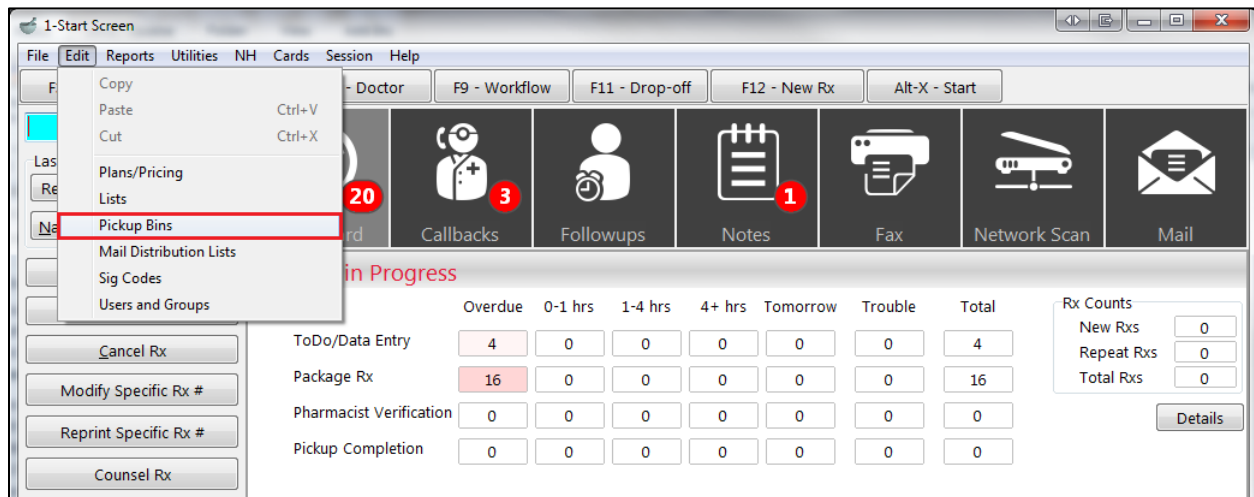 1-Start Screen
File Edit Reports Utilities NH Cards Session Help
F - Doctor F9 - Workflow F11 - Drop-off F12 - New Rx Alt-X - Start
Copy
Paste Ctrl+V
Cut Ctrl+X
Plans/Pricing
Lists
Pickup Bins
Mail Distribution Lists
Sig Codes
Users and Groups
Las
Re
Na
20 3 1
rd Callbacks Followups Notes Fax Network Scan Mail
in Progress
Overdue 0-1 hrs 1-4 hrs 4+ hrs Tomorrow Trouble Total
ToDo/Data Entry 4 0 0 0 0 0 4
Package Rx 16 0 0 0 0 0 16
Pharmacist Verification 0 0 0 0 0 0 0
Pickup Completion 0 0 0 0 0 0 0
Rx Counts
New Rxs 0
Repeat Rxs 0
Total Rxs 0
Details
Cancel Rx
Modify Specific Rx #
Reprint Specific Rx #
Counsel Rx